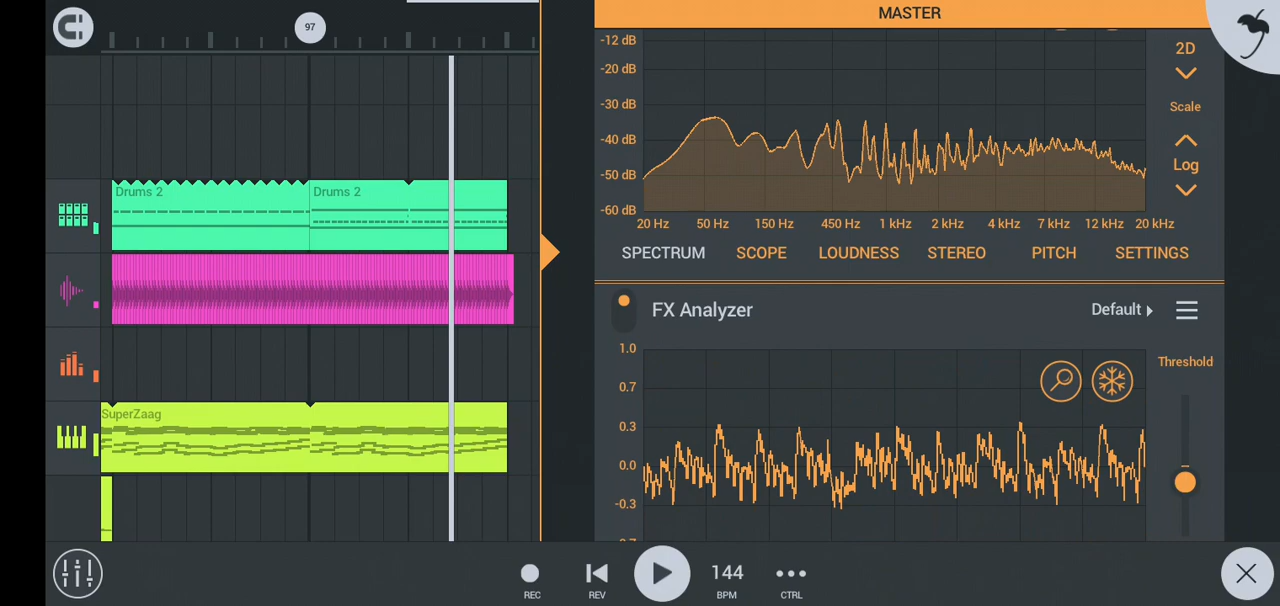 MASTER
97
-12 dB
-20 dB
-30 dB
-40 dB
-50 dB
-60 dB
20 Hz 50 Hz 150 Hz 450 Hz 1 kHz 2 kHz 4 kHz 7 kHz 12 kHz 20 kHz
2D
Scale
Log
SPECTRUM SCOPE LOUDNESS STEREO PITCH SETTINGS
Drums 2 Drums 2
SuperZaag
FX Analyzer Default
Threshold
1.0
0.7
0.3
0.0
-0.3
144
REC REV BPM CTRL